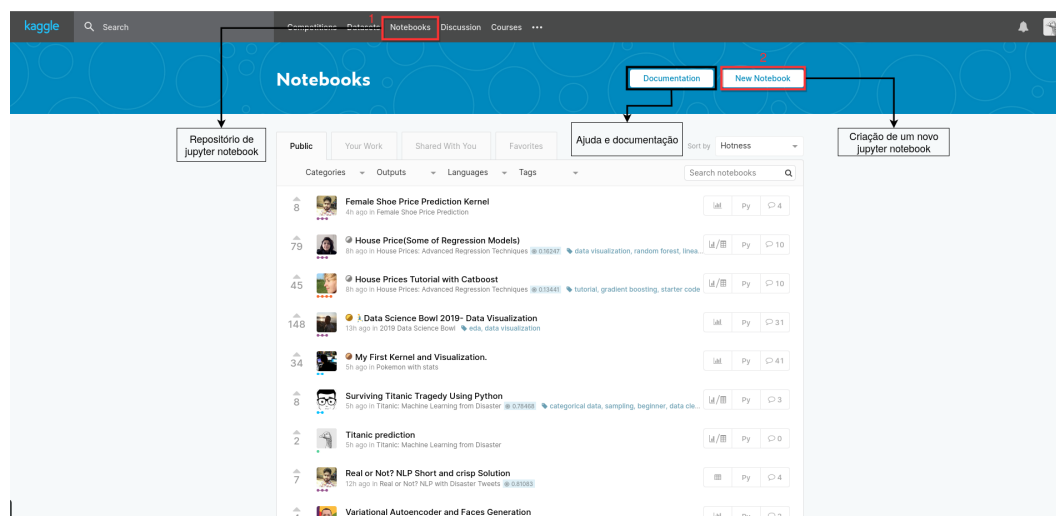 kaggle
Search
Competitions Datasets Notebooks Discussion Courses •••
1
Notebooks
2
Documentation
New Notebook
Repositório de
jupyter notebook
Ajuda e documentação
Criação de um novo
jupyter notebook
Public
Your Work
Shared With You
Favorites
Sort by Hotness
Categories
Outputs
Languages
Tags
Search notebooks
8
Female Shoe Price Prediction Kernel
4h ago in Female Shoe Price Prediction
Py 4
79
House Price(Some of Regression Models)
8h ago in House Prices: Advanced Regression Techniques 0.16247 data visualization, random forest, linea...
Py 10
45
House Prices Tutorial with Catboost
8h ago in House Prices: Advanced Regression Techniques 0.13441 tutorial, gradient boosting, starter code
Py 10
148
Data Science Bowl 2019- Data Visualization
13h ago in 2019 Data Science Bowl eda, data visualization
Py 31
34
My First Kernel and Visualization.
5h ago in Pokemon with stats
Py 41
8
Surviving Titanic Tragedy Using Python
5h ago in Titanic: Machine Learning from Disaster 0.76468 categorical data, sampling, beginner, data cle...
Py 3
2
Titanic prediction
5h ago in Titanic: Machine Learning from Disaster
Py 0
7
Real or Not? NLP Short and crisp Solution
12h ago in Real or Not? NLP with Disaster Tweets 0.81083
Py 4
Variational Autoencoder and Faces Generation